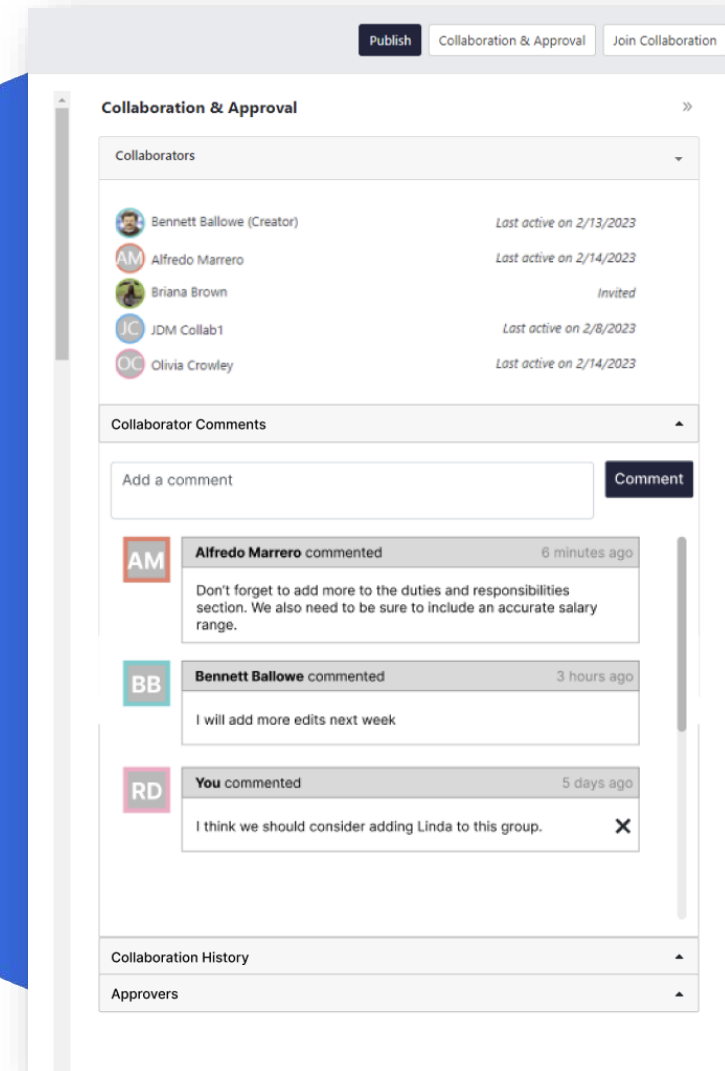 Publish Collaboration & Approval Join Collaboration
Collaboration & Approval »
Collaborators
Bennett Ballowe (Creator) Last active on 2/13/2023
AM Alfredo Marrero Last active on 2/14/2023
Briana Brown Invited
JC JDM Collab1 Last active on 2/8/2023
OC Olivia Crowley Last active on 2/14/2023
Collaborator Comments
Add a comment Comment
AM Alfredo Marrero commented 6 minutes ago
Don't forget to add more to the duties and responsibilities
section. We also need to be sure to include an accurate salary
range.
BB Bennett Ballowe commented 3 hours ago
I will add more edits next week
RD You commented 5 days ago
I think we should consider adding Linda to this group.
Collaboration History
Approvers